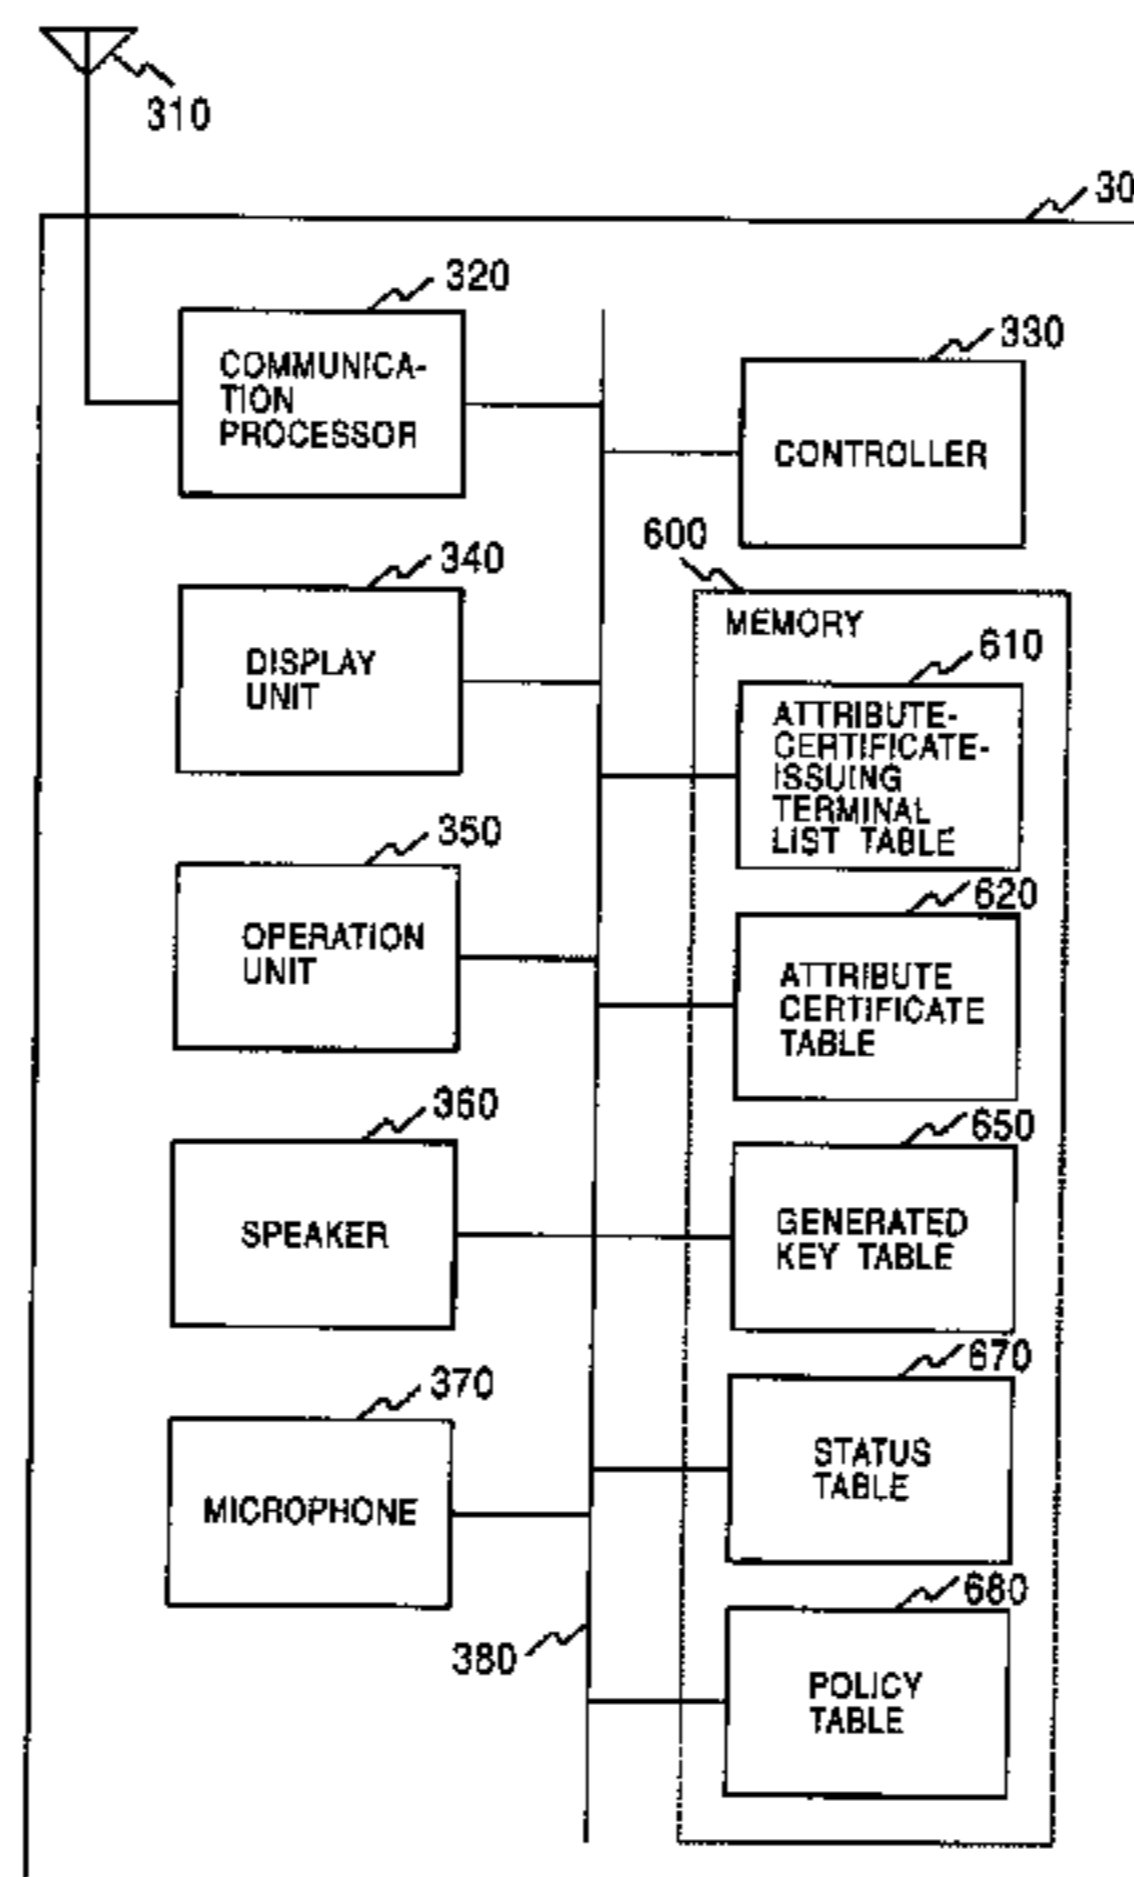 310
30
320
COMMUNICA-
TION
PROCESSOR
330
CONTROLLER
340
DISPLAY
UNIT
600
MEMORY
610
ATTRIBUTE-
CERTIFICATE-
ISSUING
TERMINAL
LIST TABLE
350
OPERATION
UNIT
620
ATTRIBUTE
CERTIFICATE
TABLE
360
SPEAKER
650
GENERATED
KEY TABLE
370
MICROPHONE
670
STATUS
TABLE
380
680
POLICY
TABLE